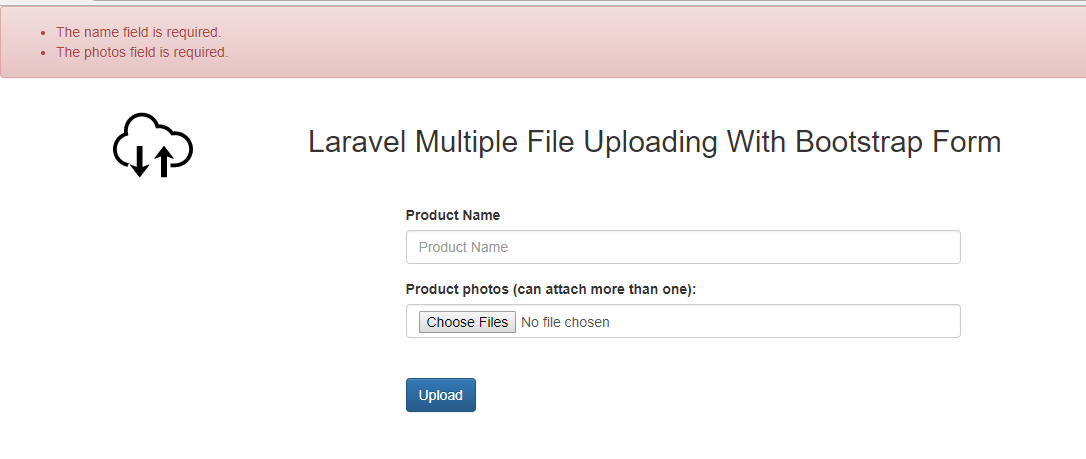 The name field is required.
The photos field is required.
Laravel Multiple File Uploading With Bootstrap Form
Product Name
Product Name
Product photos (can attach more than one):
Choose Files No file chosen
Upload